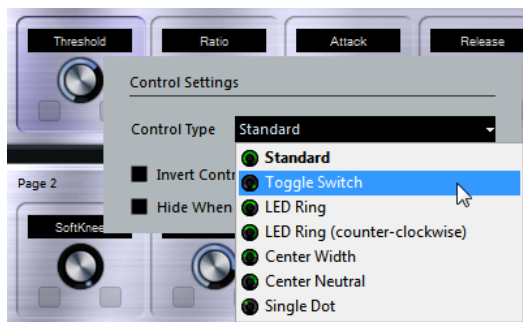 Threshold
Ratio
Attack
Release
Control Settings
Control Type Standard
Invert Contr
Hide When
Page 2
SoftKnee
Standard
Toggle Switch
LED Ring
LED Ring (counter-clockwise)
Center Width
Center Neutral
Single Dot